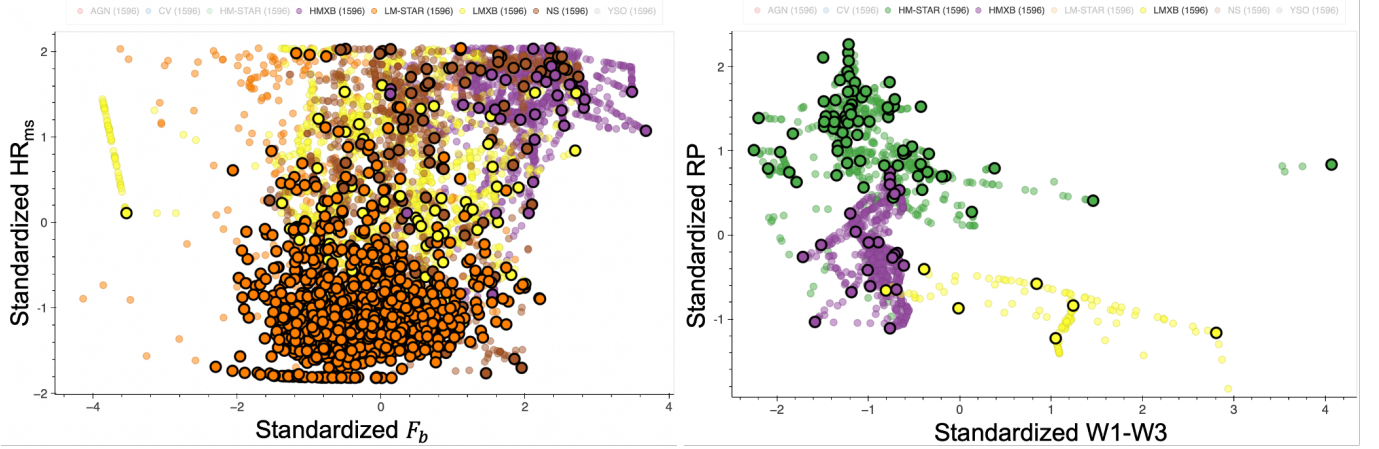 AGN (1596) CV (1596) HM-STAR (1596) HMXB (1596) LM-STAR (1596) LMXB (1596) NS (1596) YSO (1596)
2
1
0
-1
-2
Standardized HRms
-4 -2 0 2 4
Standardized Fb
AGN (1596) CV (1596) HM-STAR (1596) HMXB (1596) LM-STAR (1596) LMXB (1596) NS (1596) YSO (1596)
2
1
0
-1
Standardized RP
-2 -1 0 1 2 3 4
Standardized W1-W3